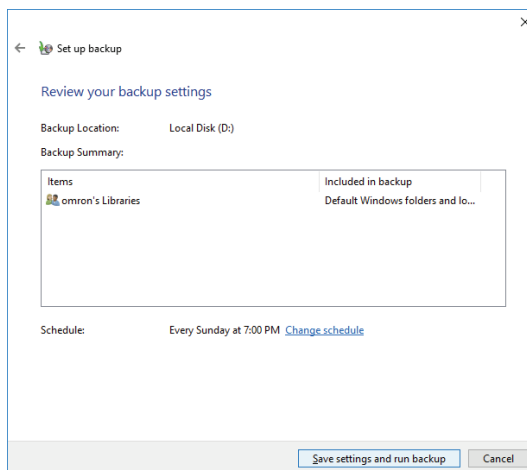 Set up backup
Review your backup settings
Backup Location: Local Disk (D:)
Backup Summary:
Items Included in backup
omron's Libraries Default Windows folders and lo...
Schedule: Every Sunday at 7:00 PM Change schedule
Save settings and run backup Cancel